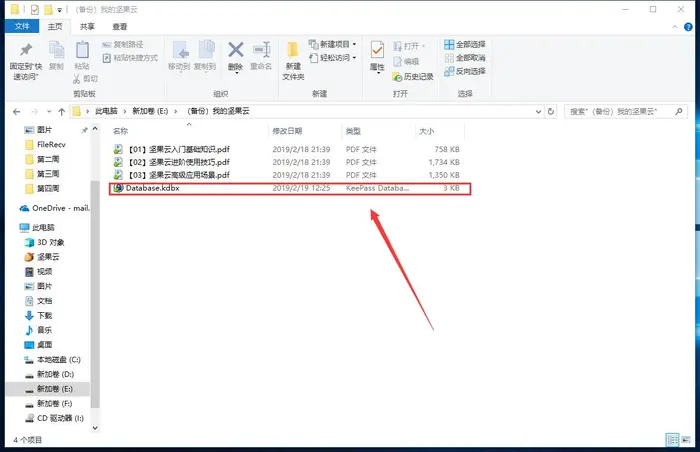 （备份）我的坚果云
文件 主页 共享 查看
固定到"快速访问"
复制
粘贴
复制路径
粘贴快捷方式
剪切
移动到 复制到 删除 重命名
新建文件夹
新建项目
轻松访问
属性
打开
编辑
历史记录
全部选择
全部取消
反向选择
剪贴板 组织 新建 打开 选择
此电脑 › 新加卷 (E:) › （备份）我的坚果云
搜索"（备份）我的坚果云"
名称 修改日期 类型 大小
【01】坚果云入门基础知识.pdf 2019/2/18 21:39 PDF 文件 758 KB
【02】坚果云进阶使用技巧.pdf 2019/2/18 21:39 PDF 文件 1,734 KB
【03】坚果云高级应用场景.pdf 2019/2/18 21:39 PDF 文件 1,350 KB
Database.kdbx 2019/2/19 12:25 KeePass Databa... 3 KB
图片
FileRecv
第二周
第三周
第四周
OneDrive - mail.
此电脑
3D 对象
坚果云
视频
图片
文档
下载
音乐
桌面
本地磁盘 (C:)
新加卷 (D:)
新加卷 (E:)
新加卷 (F:)
CD 驱动器 (I:)
4 个项目